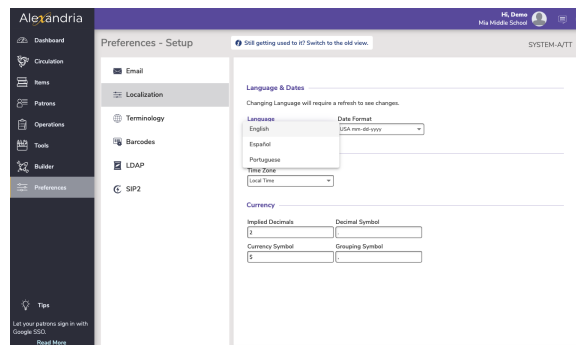 Alexandria
Hi, Demo
Mia Middle School
Dashboard
Circulation
Items
Patrons
Operations
Tools
Builder
Preferences
Tips
Let your patrons sign in with
Google SSO.
Read More
Preferences - Setup
Still getting used to it? Switch to the old view.
SYSTEM-A/TT
Email
Localization
Terminology
Barcodes
LDAP
SIP2
Language & Dates
Changing Language will require a refresh to see changes.
Language
Date Format
English
Español
Portuguese
USA mm-dd-yyyy
Time Zone
Local Time
Currency
Implied Decimals
Decimal Symbol
2
.
Currency Symbol
Grouping Symbol
$
,